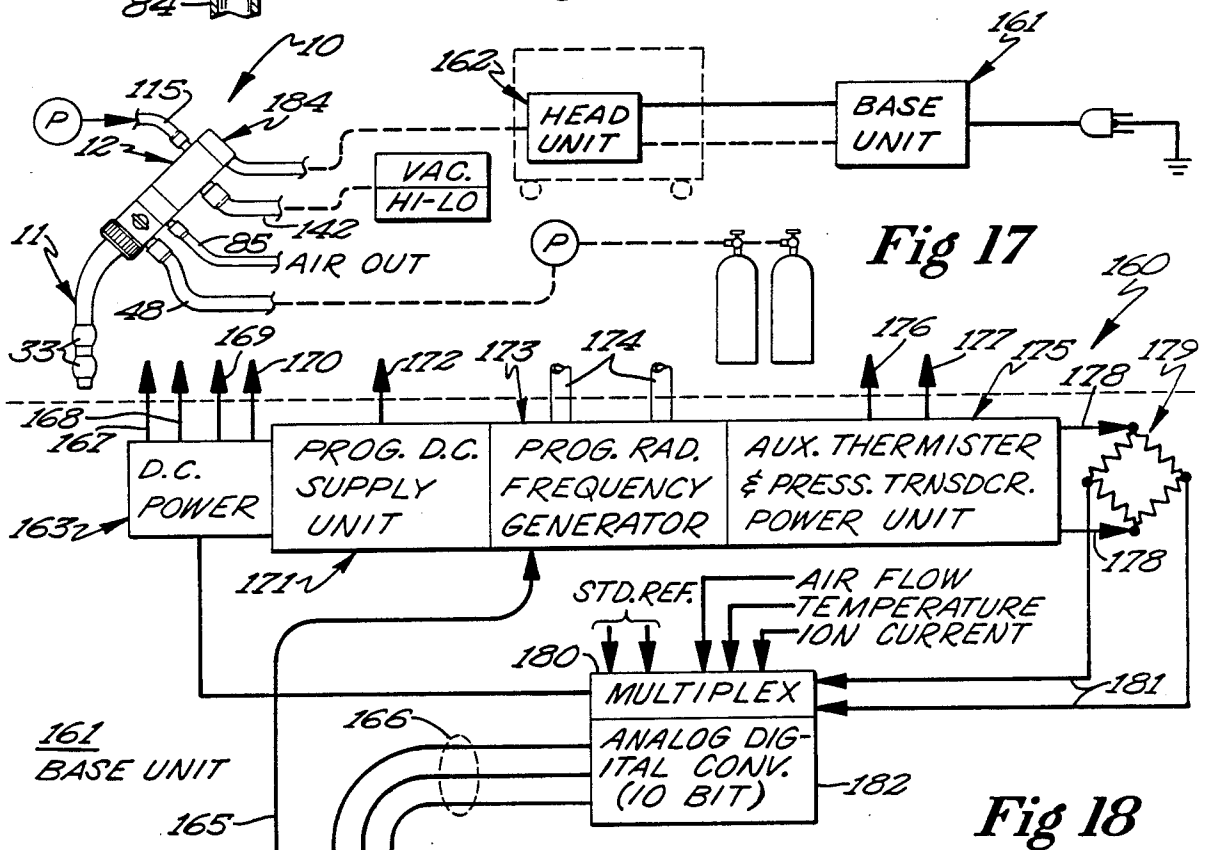 84
10
115
184
P
12
162
HEAD
UNIT
161
BASE
UNIT
VAC.
HI-LO
142
11
85
AIR OUT
P
Fig 17
48
33
160
167
168
169
170
172
173
174
176
177
175
178
179
D.C.
POWER
PROG. D.C.
SUPPLY
UNIT
PROG. RAD.
FREQUENCY
GENERATOR
AUX. THERMISTER
& PRESS. TRNSDCR.
POWER UNIT
163
171
178
STD. REF.
AIR FLOW
TEMPERATURE
ION CURRENT
180
MULTIPLEX
181
161
BASE UNIT
166
ANALOG DIG-
ITAL CONV.
(10 BIT)
182
165
Fig 18